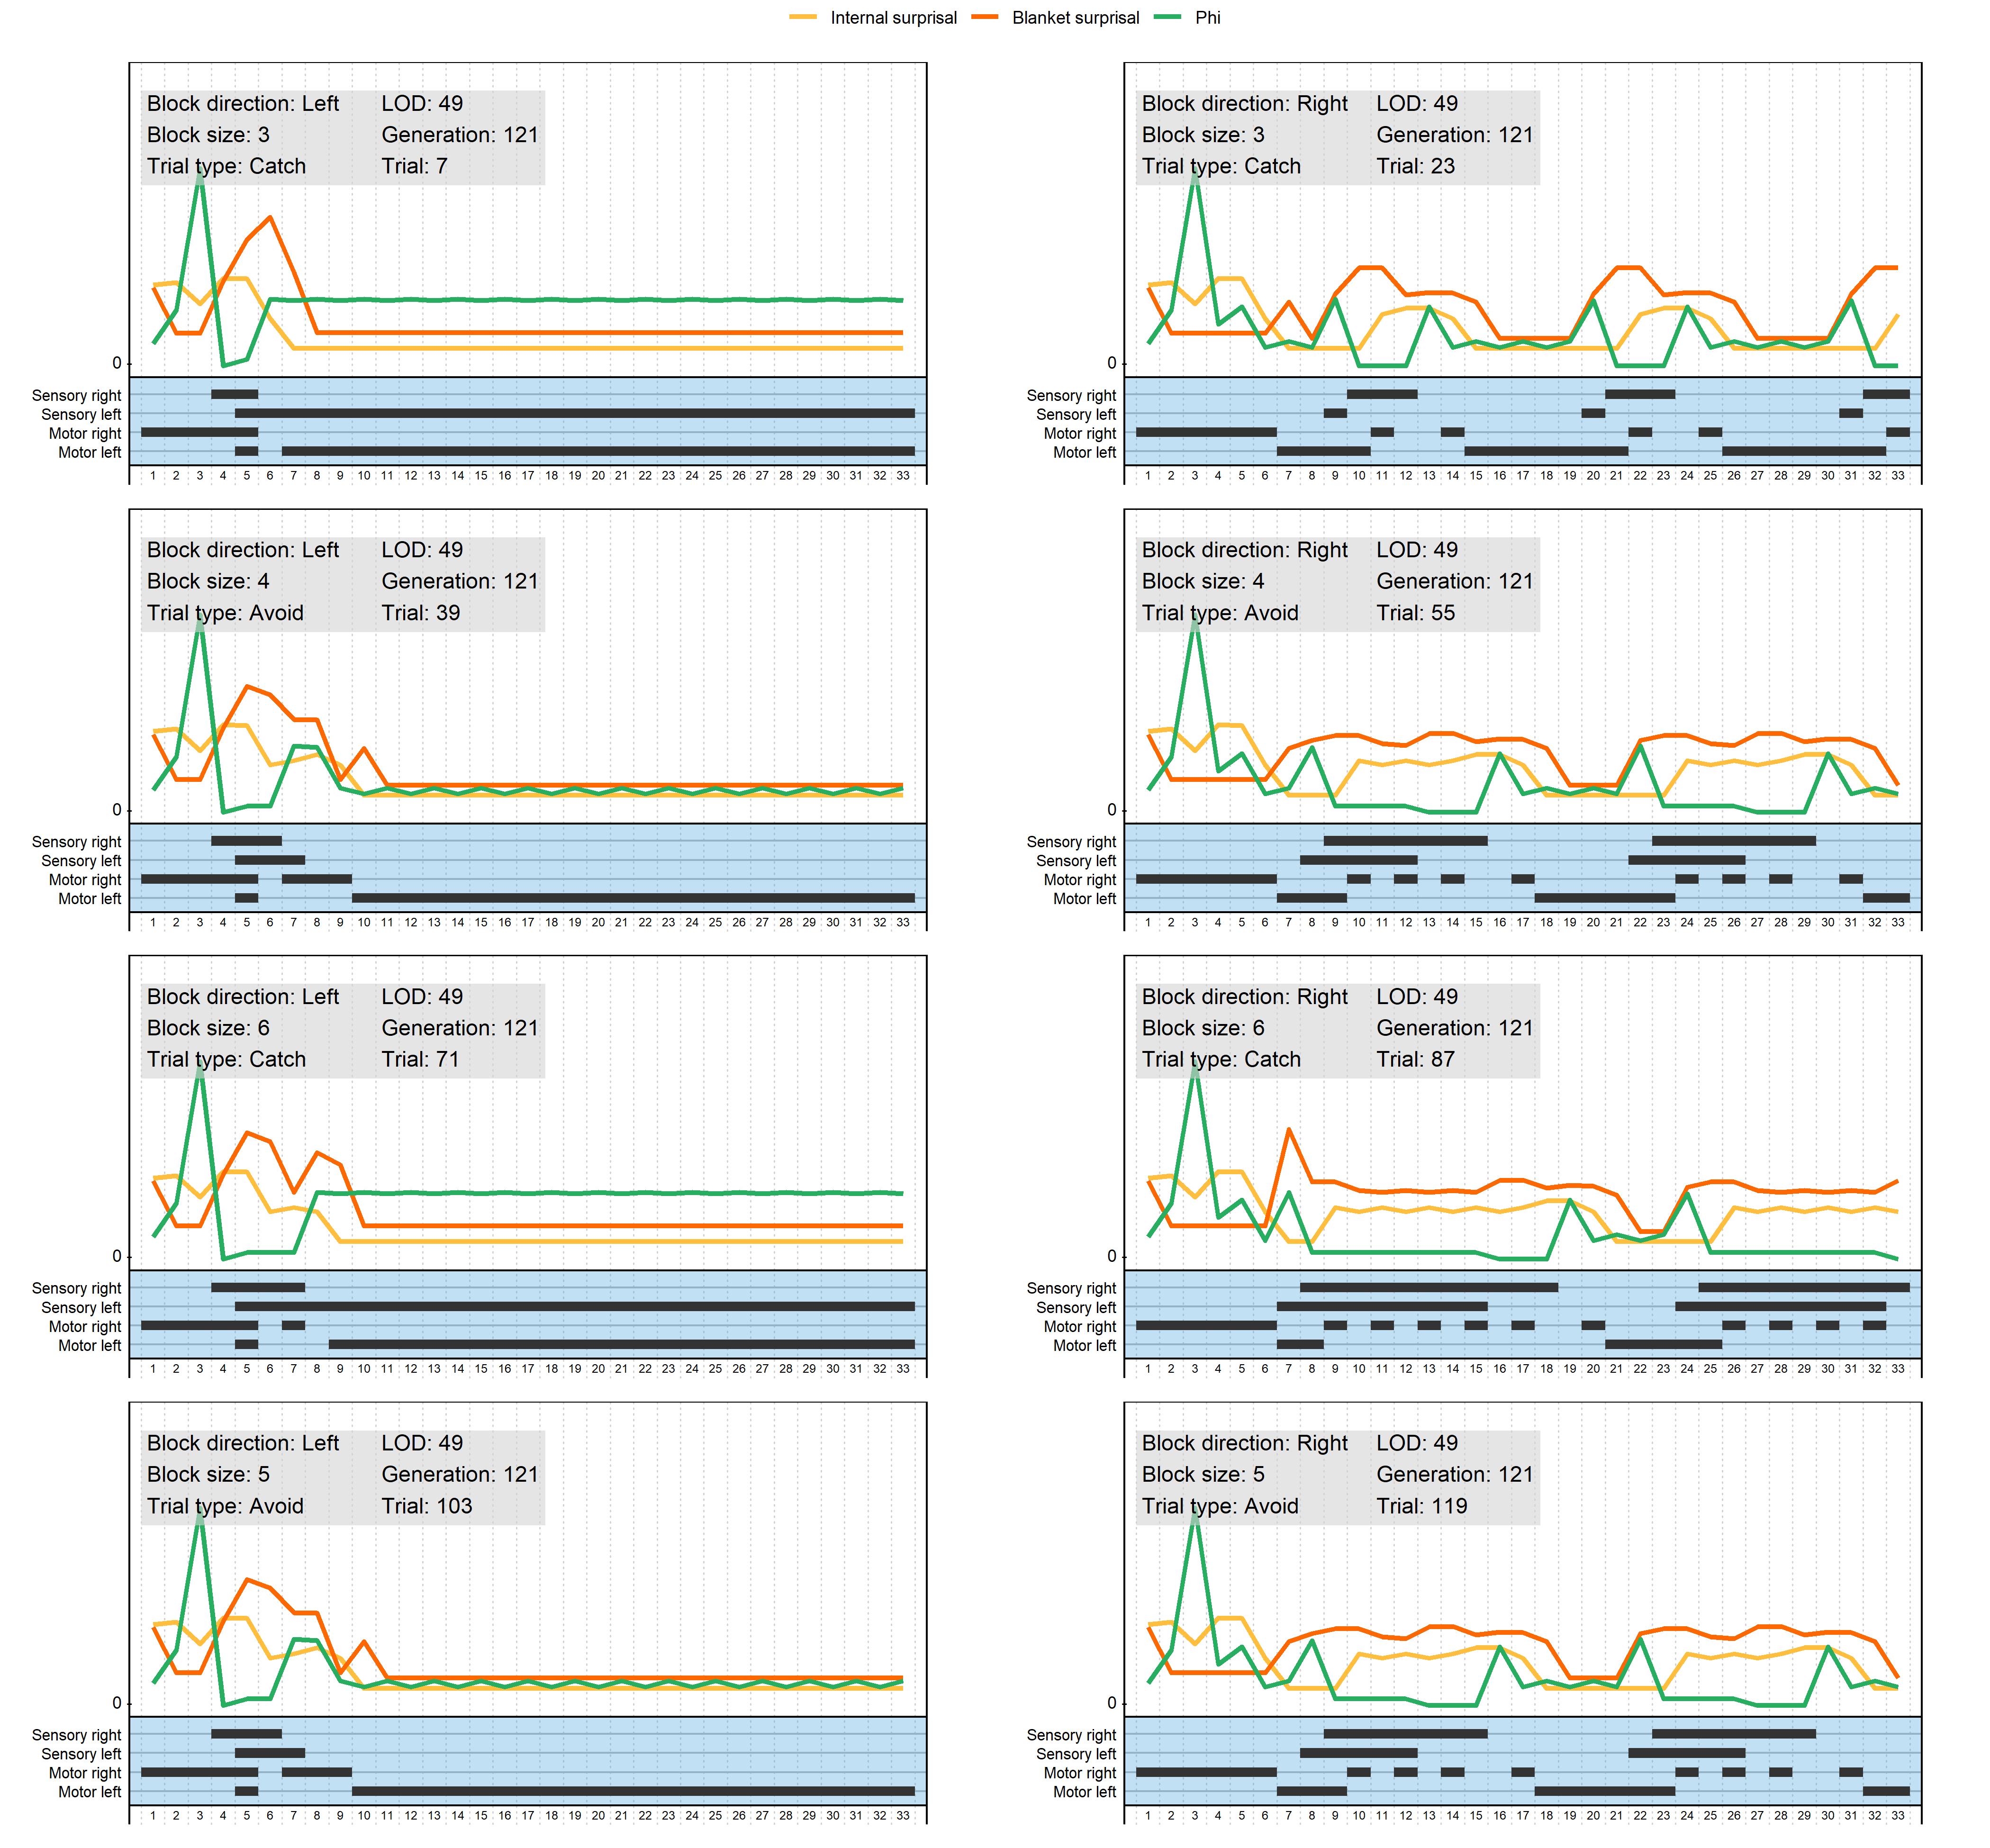 Internal surprisal Blanket surprisal Phi
Block direction: Left LOD: 49
Block size: 3 Generation: 121
Trial type: Catch Trial: 7
0
Sensory right
Sensory left
Motor right
Motor left
1 2 3 4 5 6 7 8 9 10 11 12 13 14 15 16 17 18 19 20 21 22 23 24 25 26 27 28 29 30 31 32 33
Block direction: Right LOD: 49
Block size: 3 Generation: 121
Trial type: Catch Trial: 23
0
Sensory right
Sensory left
Motor right
Motor left
1 2 3 4 5 6 7 8 9 10 11 12 13 14 15 16 17 18 19 20 21 22 23 24 25 26 27 28 29 30 31 32 33
Block direction: Left LOD: 49
Block size: 4 Generation: 121
Trial type: Avoid Trial: 39
0
Sensory right
Sensory left
Motor right
Motor left
1 2 3 4 5 6 7 8 9 10 11 12 13 14 15 16 17 18 19 20 21 22 23 24 25 26 27 28 29 30 31 32 33
Block direction: Right LOD: 49
Block size: 4 Generation: 121
Trial type: Avoid Trial: 55
0
Sensory right
Sensory left
Motor right
Motor left
1 2 3 4 5 6 7 8 9 10 11 12 13 14 15 16 17 18 19 20 21 22 23 24 25 26 27 28 29 30 31 32 33
Block direction: Left LOD: 49
Block size: 6 Generation: 121
Trial type: Catch Trial: 71
0
Sensory right
Sensory left
Motor right
Motor left
1 2 3 4 5 6 7 8 9 10 11 12 13 14 15 16 17 18 19 20 21 22 23 24 25 26 27 28 29 30 31 32 33
Block direction: Right LOD: 49
Block size: 6 Generation: 121
Trial type: Catch Trial: 87
0
Sensory right
Sensory left
Motor right
Motor left
1 2 3 4 5 6 7 8 9 10 11 12 13 14 15 16 17 18 19 20 21 22 23 24 25 26 27 28 29 30 31 32 33
Block direction: Left LOD: 49
Block size: 5 Generation: 121
Trial type: Avoid Trial: 103
0
Sensory right
Sensory left
Motor right
Motor left
1 2 3 4 5 6 7 8 9 10 11 12 13 14 15 16 17 18 19 20 21 22 23 24 25 26 27 28 29 30 31 32 33
Block direction: Right LOD: 49
Block size: 5 Generation: 121
Trial type: Avoid Trial: 119
0
Sensory right
Sensory left
Motor right
Motor left
1 2 3 4 5 6 7 8 9 10 11 12 13 14 15 16 17 18 19 20 21 22 23 24 25 26 27 28 29 30 31 32 33